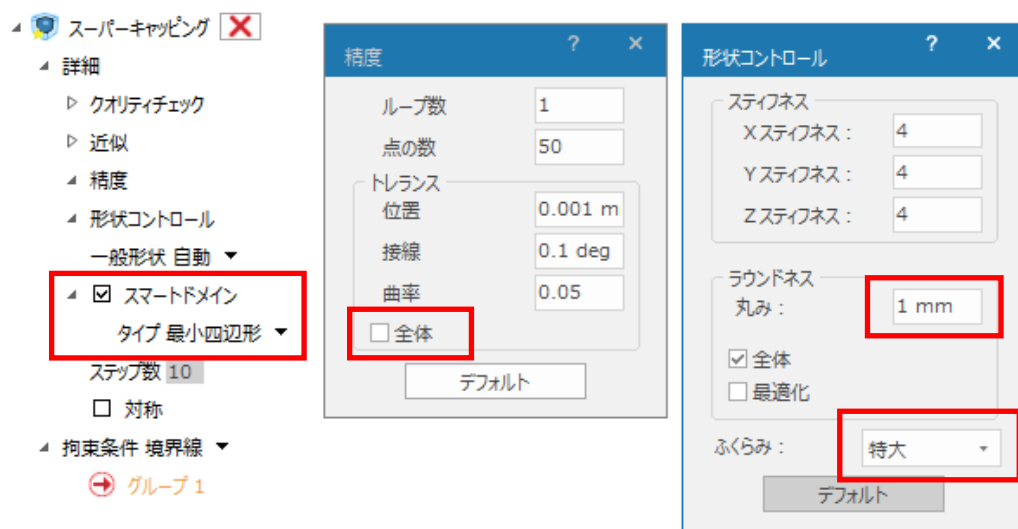 スーパーキャッピング
詳細
クオリティチェック
近似
精度
形状コントロール
一般形状 自動
スマートドメイン
タイプ 最小四辺形
ステップ数 10
対称
拘束条件 境界線
グループ 1
精度 ? ×
ループ数 1
点の数 50
トレランス
位置 0.001 m
接線 0.1 deg
曲率 0.05
全体
デフォルト
形状コントロール ? ×
スティフネス
X スティフネス : 4
Y スティフネス : 4
Z スティフネス : 4
ラウンドネス
丸み : 1 mm
全体
最適化
ふくらみ : 特大
デフォルト